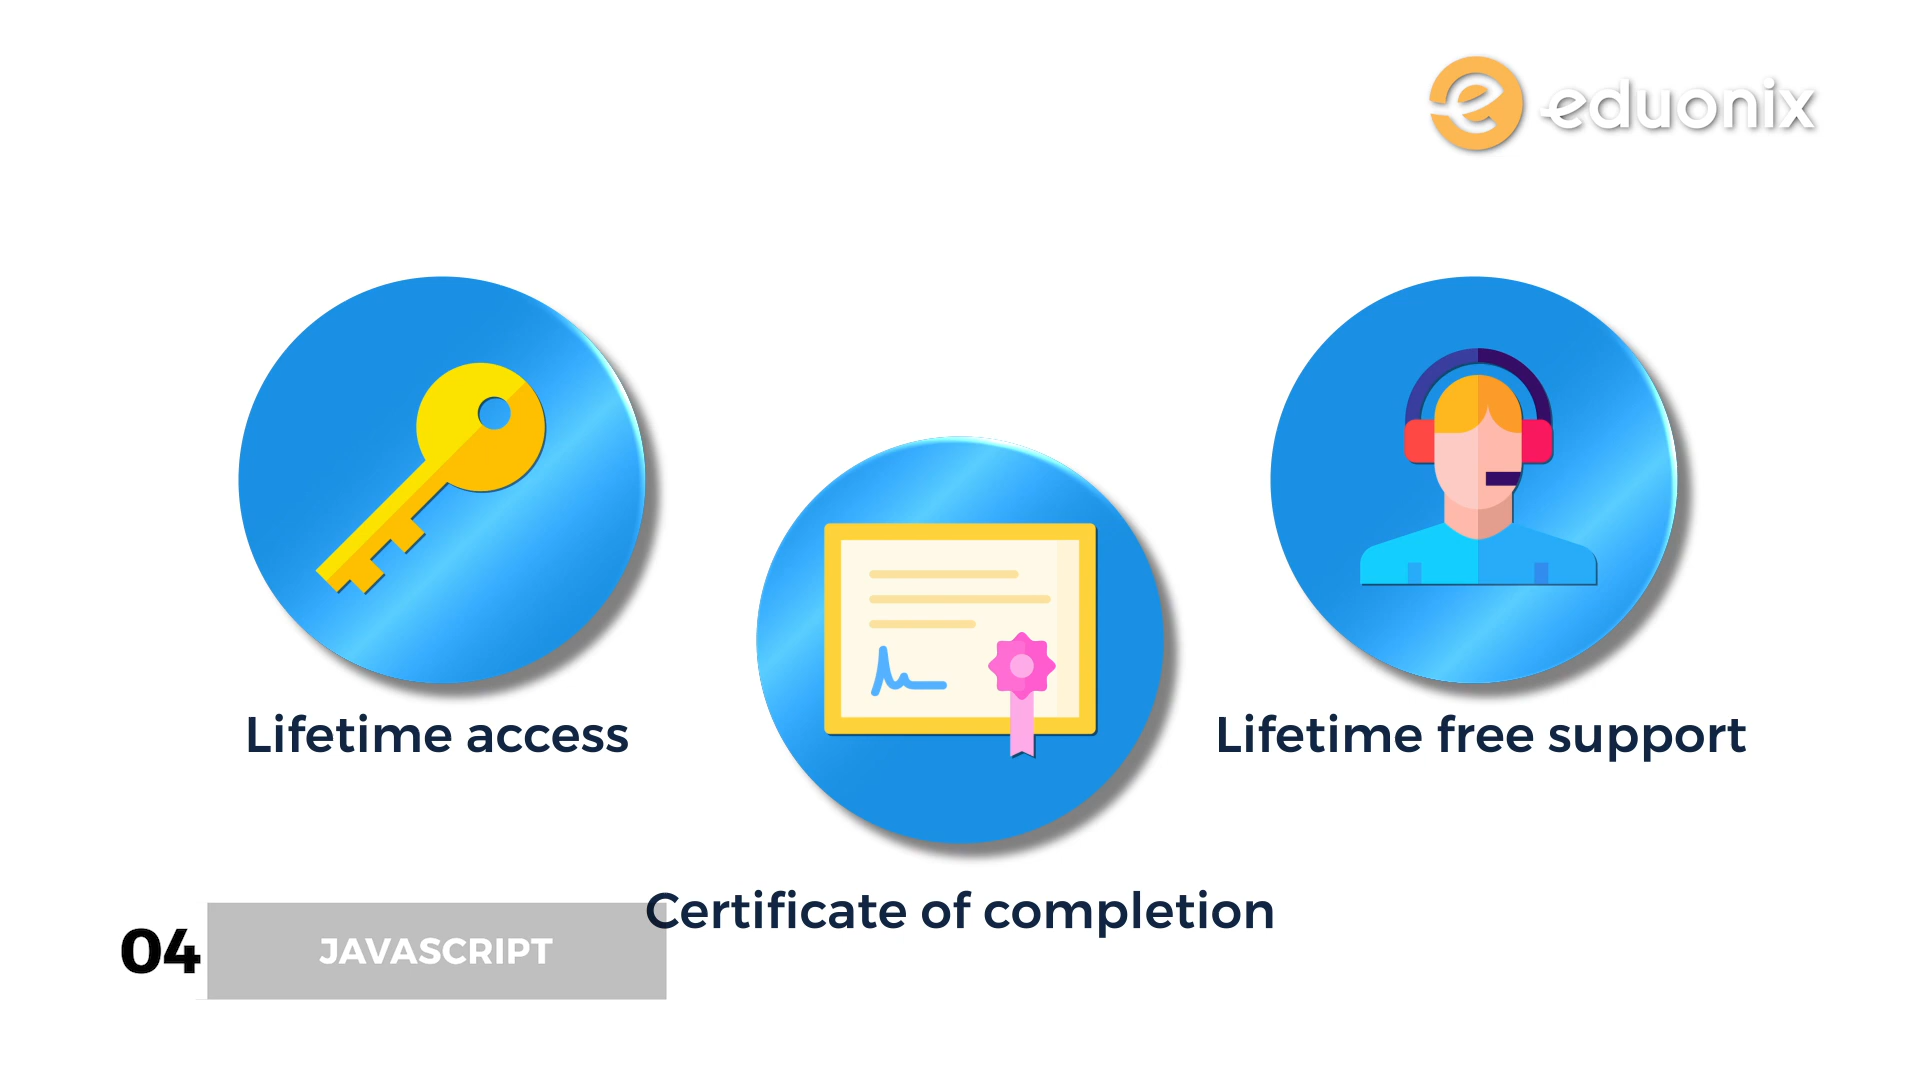 eduonix
Lifetime access
Lifetime free support
Certificate of completion
04
JAVASCRIPT